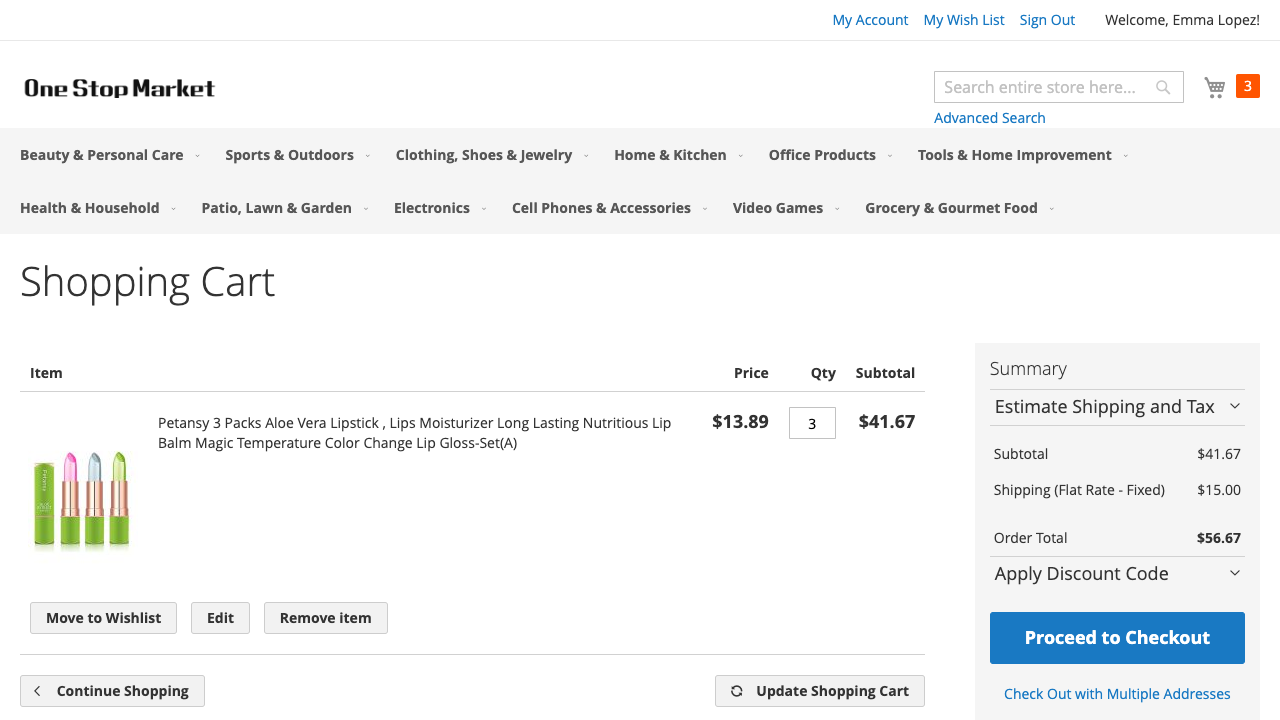 My Account My Wish List Sign Out Welcome, Emma Lopez!
One Stop Market
Search entire store here...
3
Advanced Search
Beauty & Personal Care Sports & Outdoors Clothing, Shoes & Jewelry Home & Kitchen Office Products Tools & Home Improvement
Health & Household Patio, Lawn & Garden Electronics Cell Phones & Accessories Video Games Grocery & Gourmet Food
Shopping Cart
Item Price Qty Subtotal
Petansy 3 Packs Aloe Vera Lipstick , Lips Moisturizer Long Lasting Nutritious Lip
Balm Magic Temperature Color Change Lip Gloss-Set(A)
$13.89 3 $41.67
Petansy
Move to Wishlist Edit Remove item
Continue Shopping Update Shopping Cart
Summary
Estimate Shipping and Tax
Subtotal $41.67
Shipping (Flat Rate - Fixed) $15.00
Order Total $56.67
Apply Discount Code
Proceed to Checkout
Check Out with Multiple Addresses